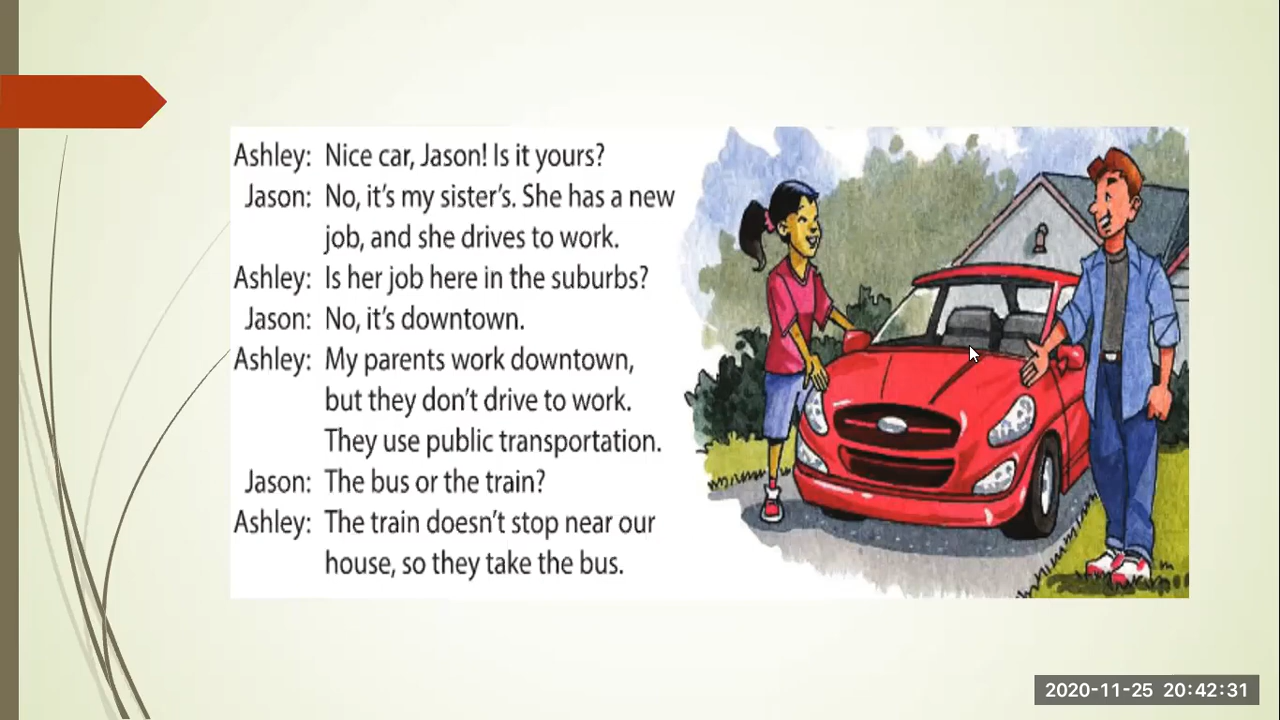 Ashley: Nice car, Jason! Is it yours?
Jason: No, it's my sister's. She has a new
job, and she drives to work.
Ashley: Is her job here in the suburbs?
Jason: No, it's downtown.
Ashley: My parents work downtown,
but they don't drive to work.
They use public transportation.
Jason: The bus or the train?
Ashley: The train doesn't stop near our
house, so they take the bus.
2020-11-25 20:42:31